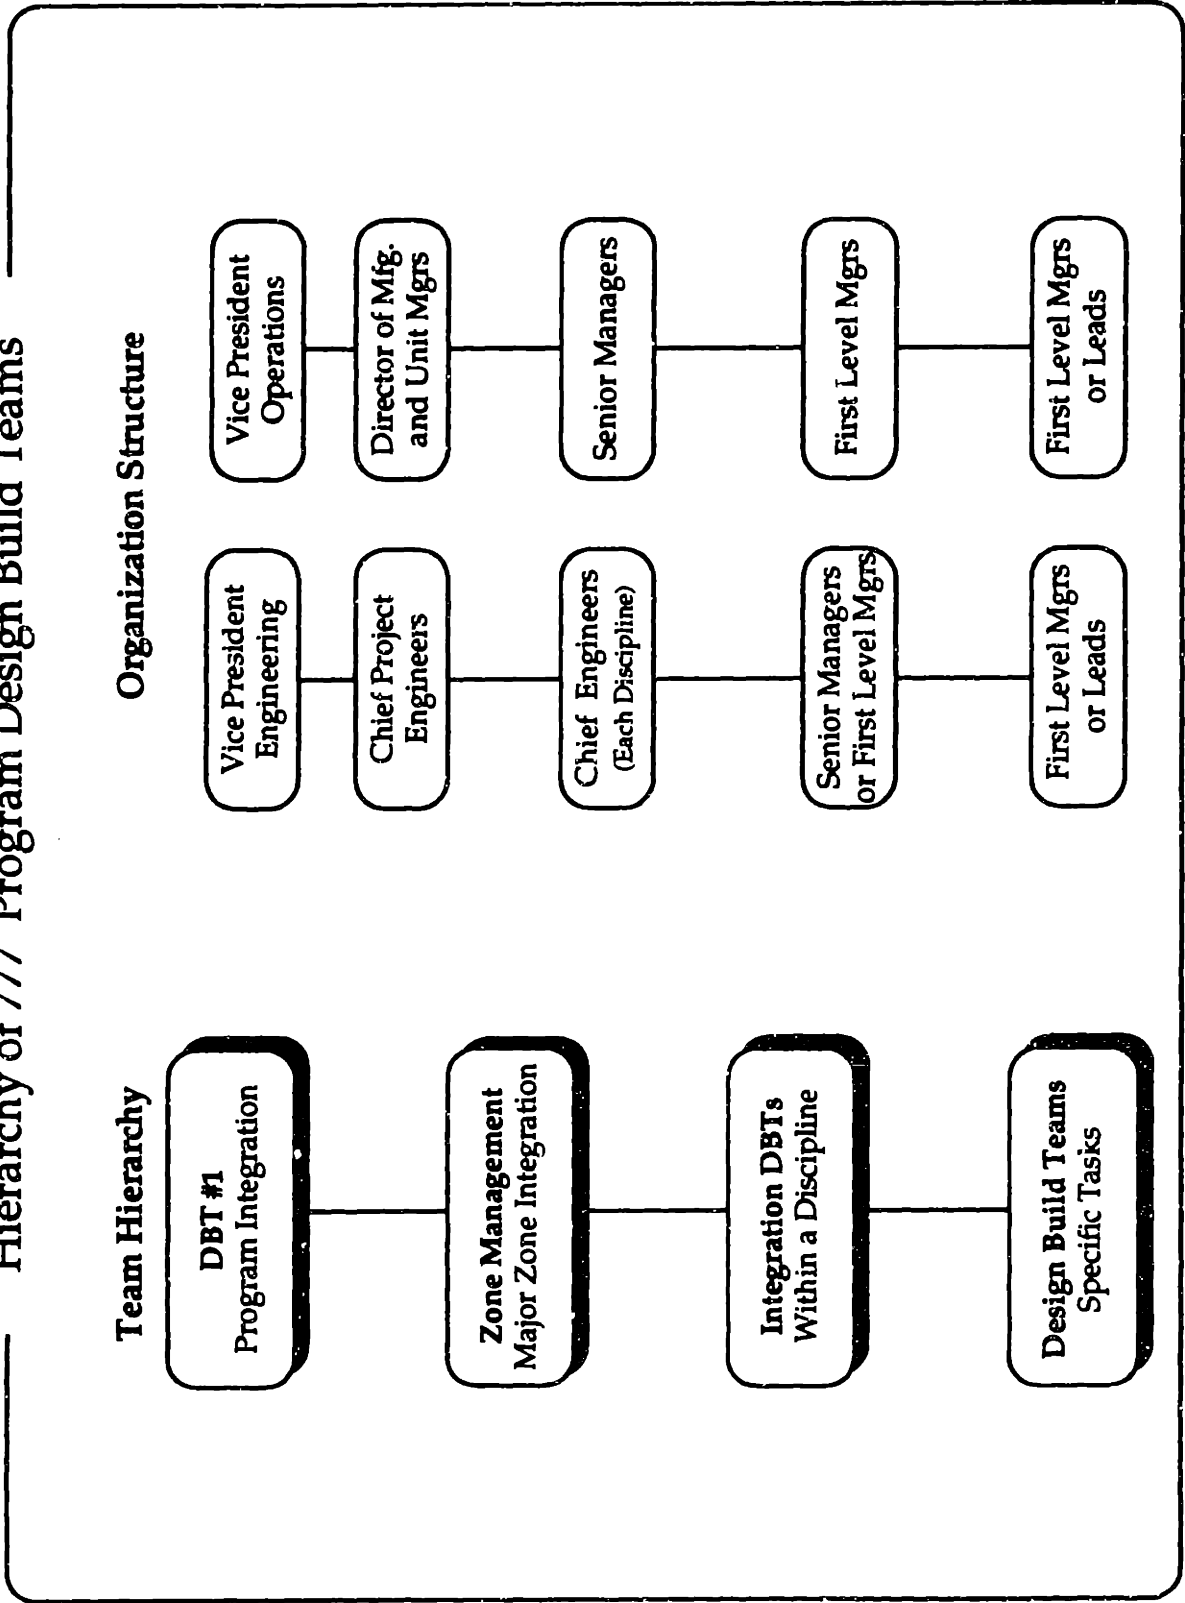 Hierarchy of 777 Program Design Build Teams
Team Hierarchy
DBT #1
Program Integration
Zone Management
Major Zone Integration
Integration DBTs
Within a Discipline
Design Build Teams
Specific Tasks
Organization Structure
Vice President
Engineering
Chief Project
Engineers
Chief Engineers
(Each Discipline)
Senior Managers
or First Level Mgrs
First Level Mgrs
or Leads
Vice President
Operations
Director of Mfg.
and Unit Mgrs
Senior Managers
First Level Mgrs
First Level Mgrs
or Leads